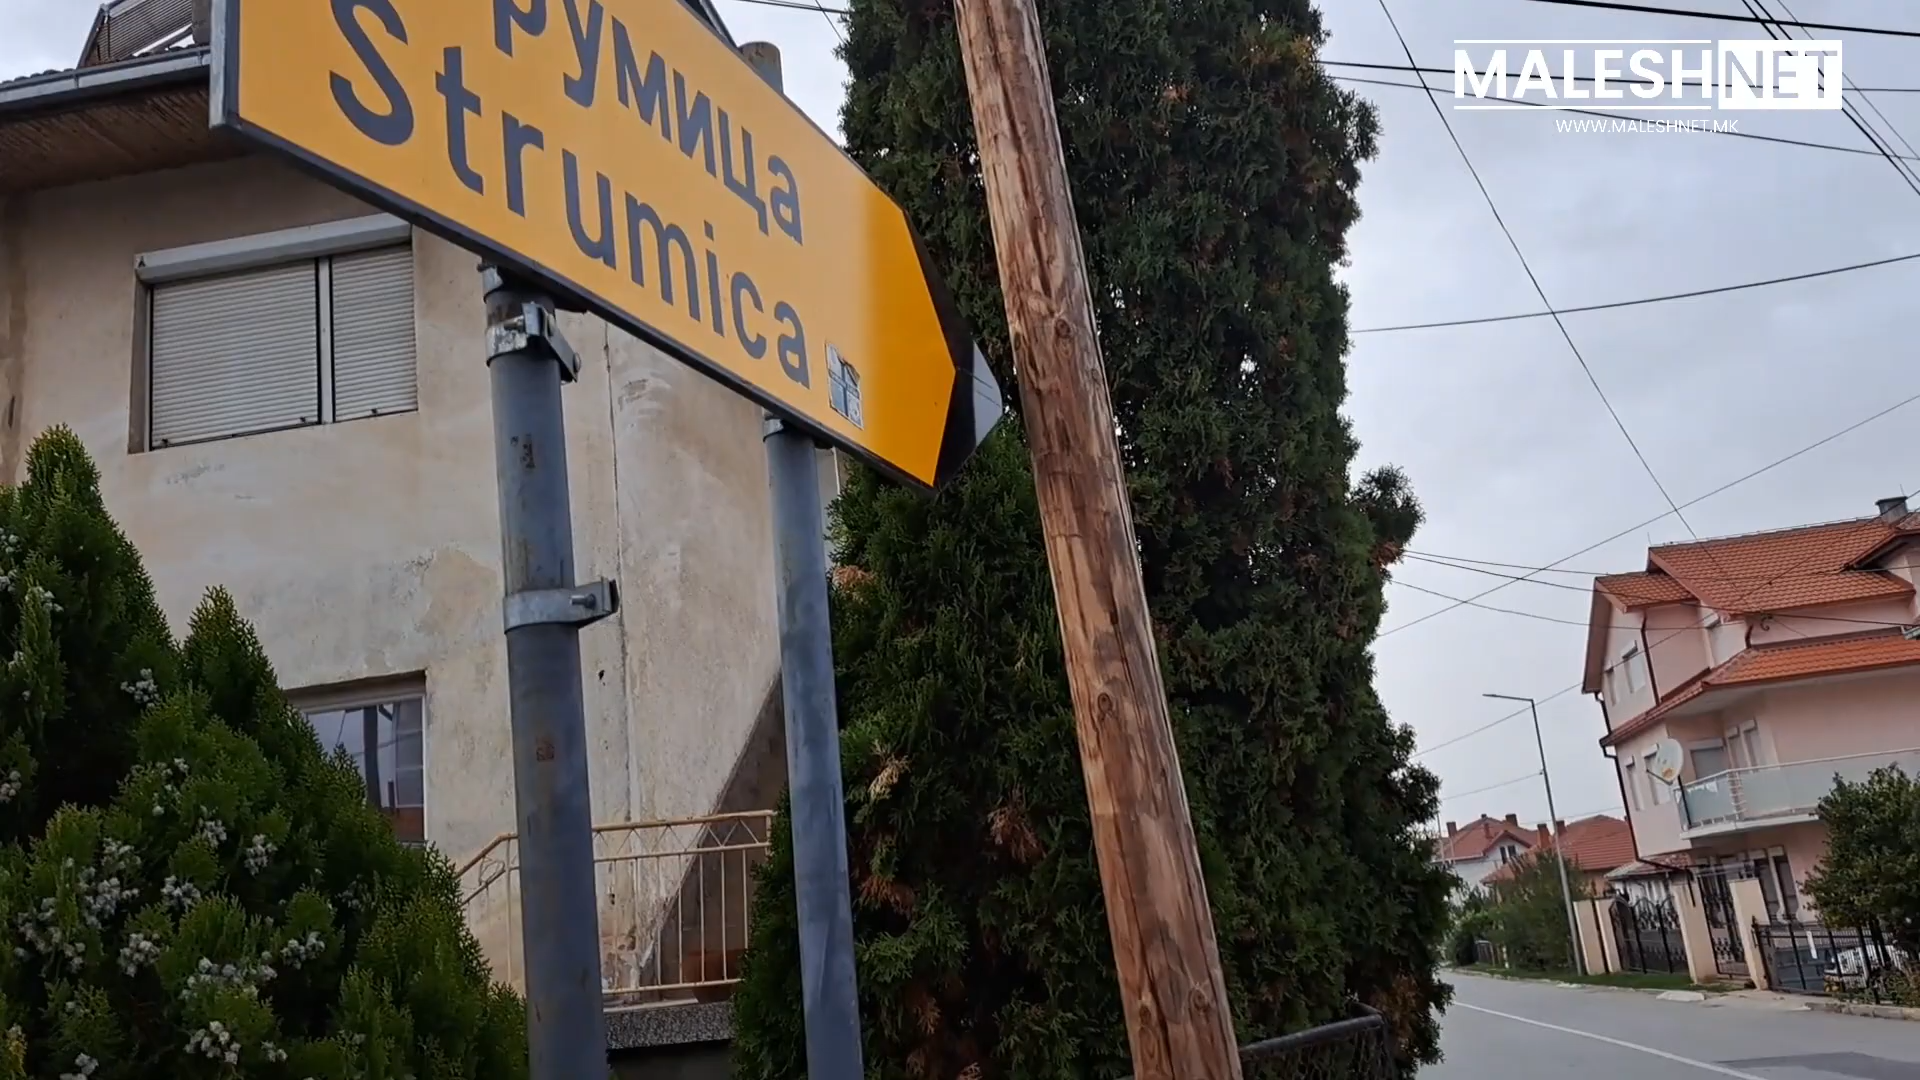 румица
Strumica
MALESHNET
WWW.MALESHNET.MK